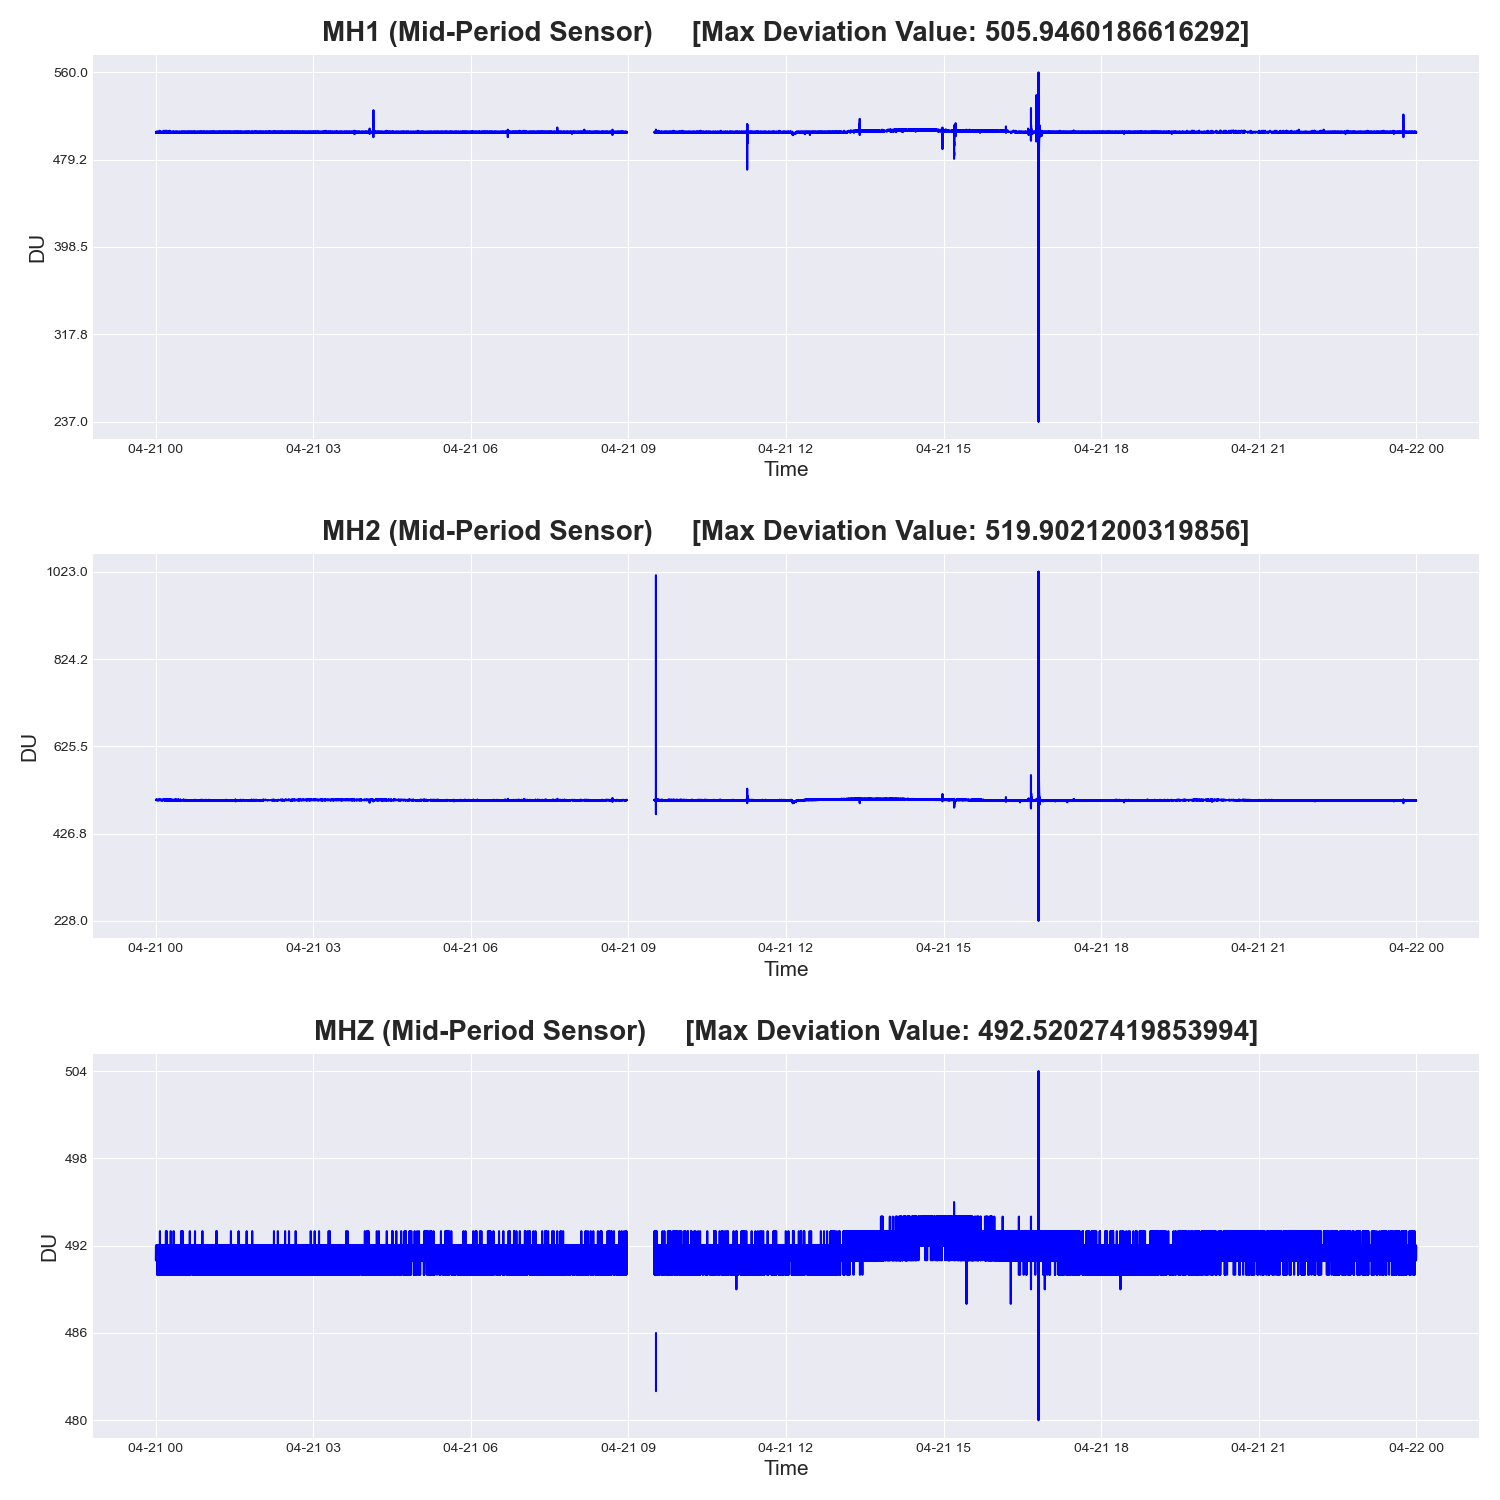 MH1 (Mid-Period Sensor) [Max Deviation Value: 505.9460186616292]
560.0
479.2
398.5
317.8
237.0
DU
04-21 00 04-21 03 04-21 06 04-21 09 04-21 12 04-21 15 04-21 18 04-21 21 04-22 00
Time
MH2 (Mid-Period Sensor) [Max Deviation Value: 519.9021200319856]
1023.0
824.2
625.5
426.8
228.0
DU
04-21 00 04-21 03 04-21 06 04-21 09 04-21 12 04-21 15 04-21 18 04-21 21 04-22 00
Time
MHZ (Mid-Period Sensor) [Max Deviation Value: 492.52027419853994]
504
498
492
486
480
DU
04-21 00 04-21 03 04-21 06 04-21 09 04-21 12 04-21 15 04-21 18 04-21 21 04-22 00
Time